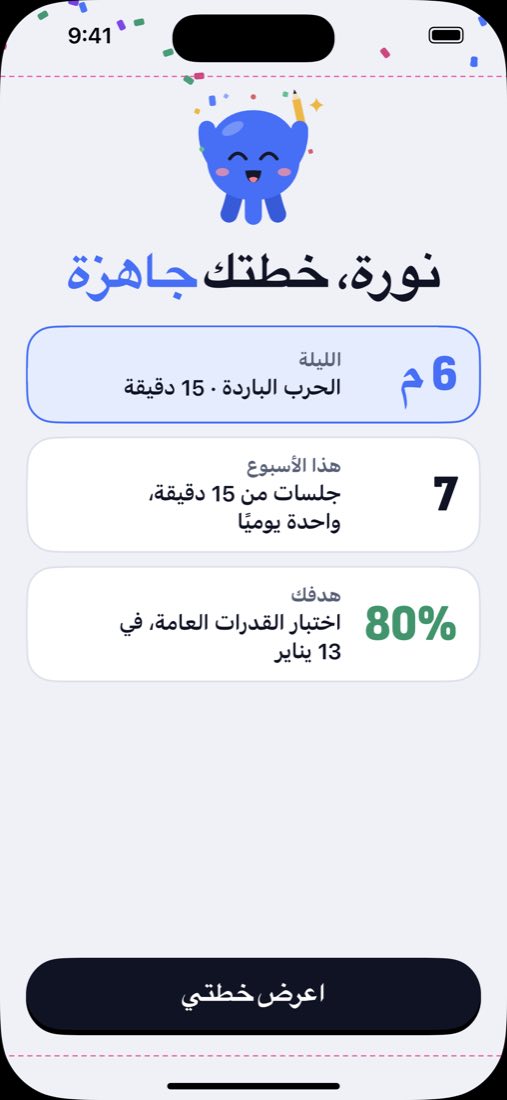 9:41
نورة، خطتك جاهزة
6 م
الليلة
الحرب الباردة · 15 دقيقة
7
هذا الأسبوع
جلسات من 15 دقيقة،
واحدة يوميًا
80%
هدفك
اختبار القدرات العامة، في
13 يناير
اعرض خطتي